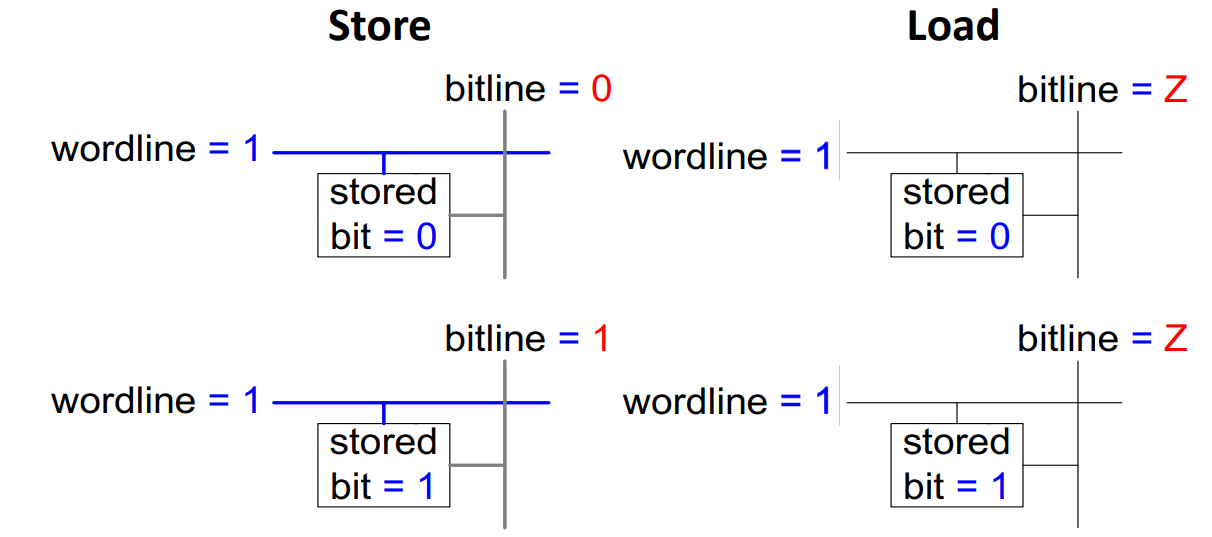 Store
bitline = 0
wordline = 1
stored
bit = 0
bitline = 1
wordline = 1
stored
bit = 1
Load
bitline = Z
wordline = 1
stored
bit = 0
bitline = Z
wordline = 1
stored
bit = 1